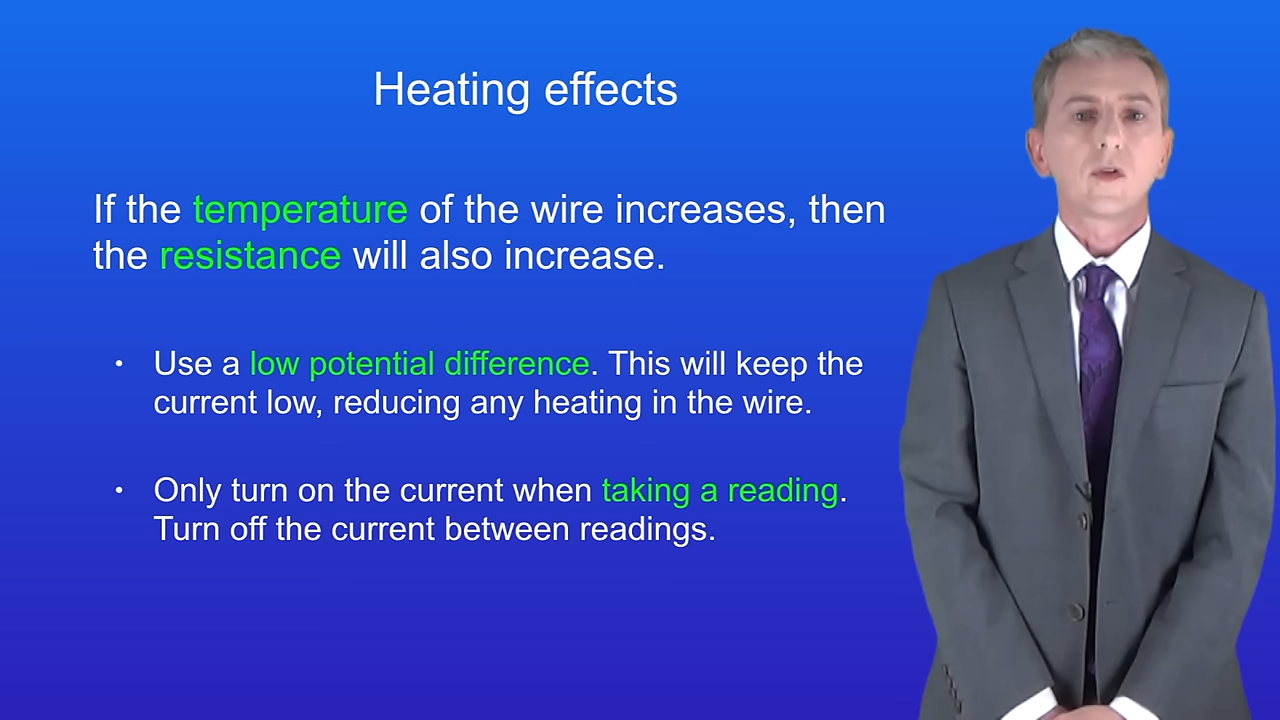 Heating effects
If the temperature of the wire increases, then
the resistance will also increase.
• Use a low potential difference. This will keep the
current low, reducing any heating in the wire.
• Only turn on the current when taking a reading.
Turn off the current between readings.